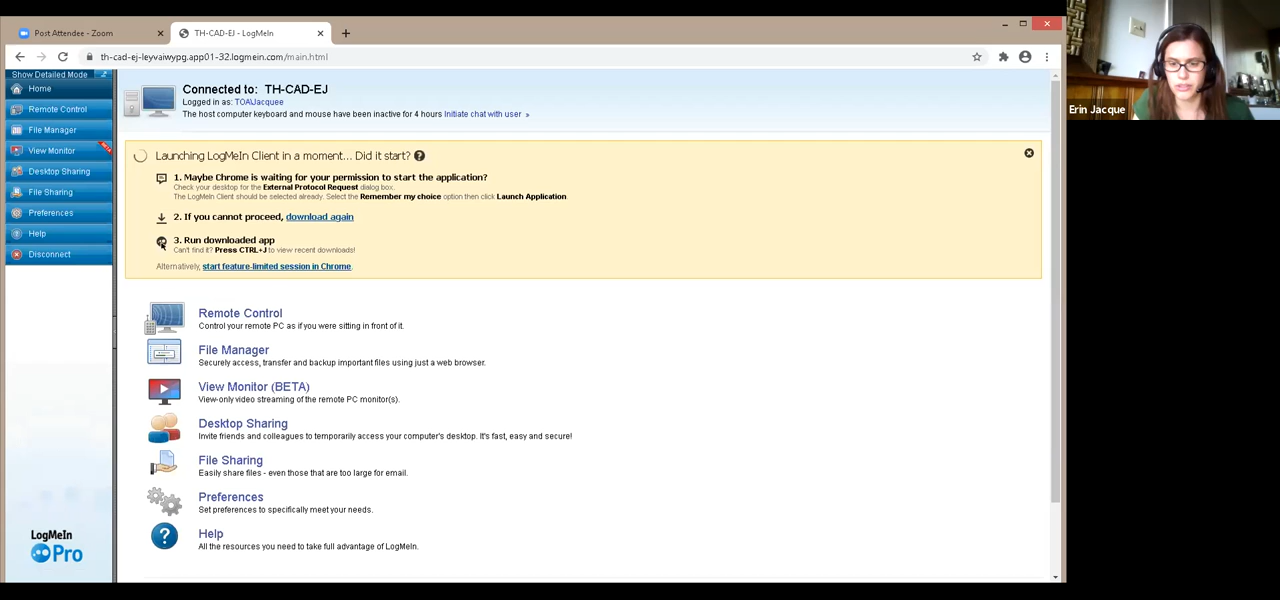 Post Attendee - Zoom
TH-CAD-EJ - LogMeIn
th-cad-ej-leyvaiwypg.app01-32.logmein.com/main.html
Show Detailed Mode
Home
Remote Control
File Manager
View Monitor
BETA
Desktop Sharing
File Sharing
Preferences
Help
Disconnect
LogMeIn
Pro
Connected to: TH-CAD-EJ
Logged in as: TOA\Jacquee
The host computer keyboard and mouse have been inactive for 4 hours Initiate chat with user »
Launching LogMeIn Client in a moment... Did it start?
1. Maybe Chrome is waiting for your permission to start the application?
Check your desktop for the External Protocol Request dialog box.
The LogMeIn Client should be selected already. Select the Remember my choice option then click Launch Application.
2. If you cannot proceed, download again
3. Run downloaded app
Can't find it? Press CTRL+J to view recent downloads!
Alternatively, start feature-limited session in Chrome.
Remote Control
Control your remote PC as if you were sitting in front of it.
File Manager
Securely access, transfer and backup important files using just a web browser.
View Monitor (BETA)
View-only video streaming of the remote PC monitor(s).
Desktop Sharing
Invite friends and colleagues to temporarily access your computer's desktop. It's fast, easy and secure!
File Sharing
Easily share files - even those that are too large for email.
Preferences
Set preferences to specifically meet your needs.
Help
All the resources you need to take full advantage of LogMeIn.
Erin Jacque